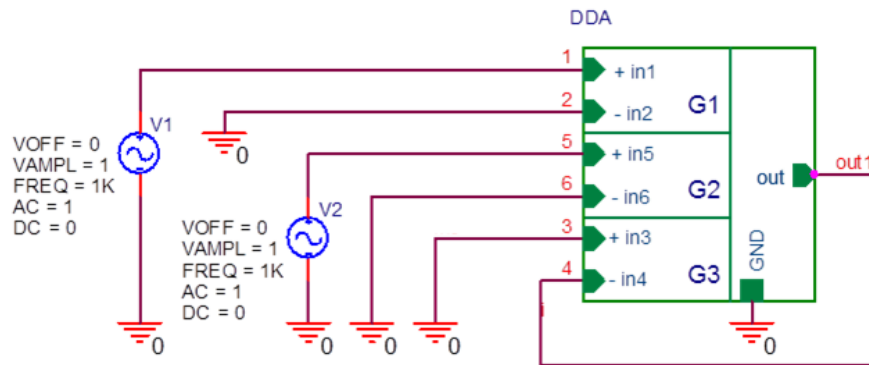 DDA
1
+ in1
2
- in2
G1
V1
VOFF = 0
VAMPL = 1
FREQ = 1K
AC = 1
DC = 0
0
5
+ in5
6
- in6
G2
out
out1
V2
VOFF = 0
VAMPL = 1
FREQ = 1K
AC = 1
DC = 0
3
+ in3
4
- in4
G3
GND
0
0
0
0
0